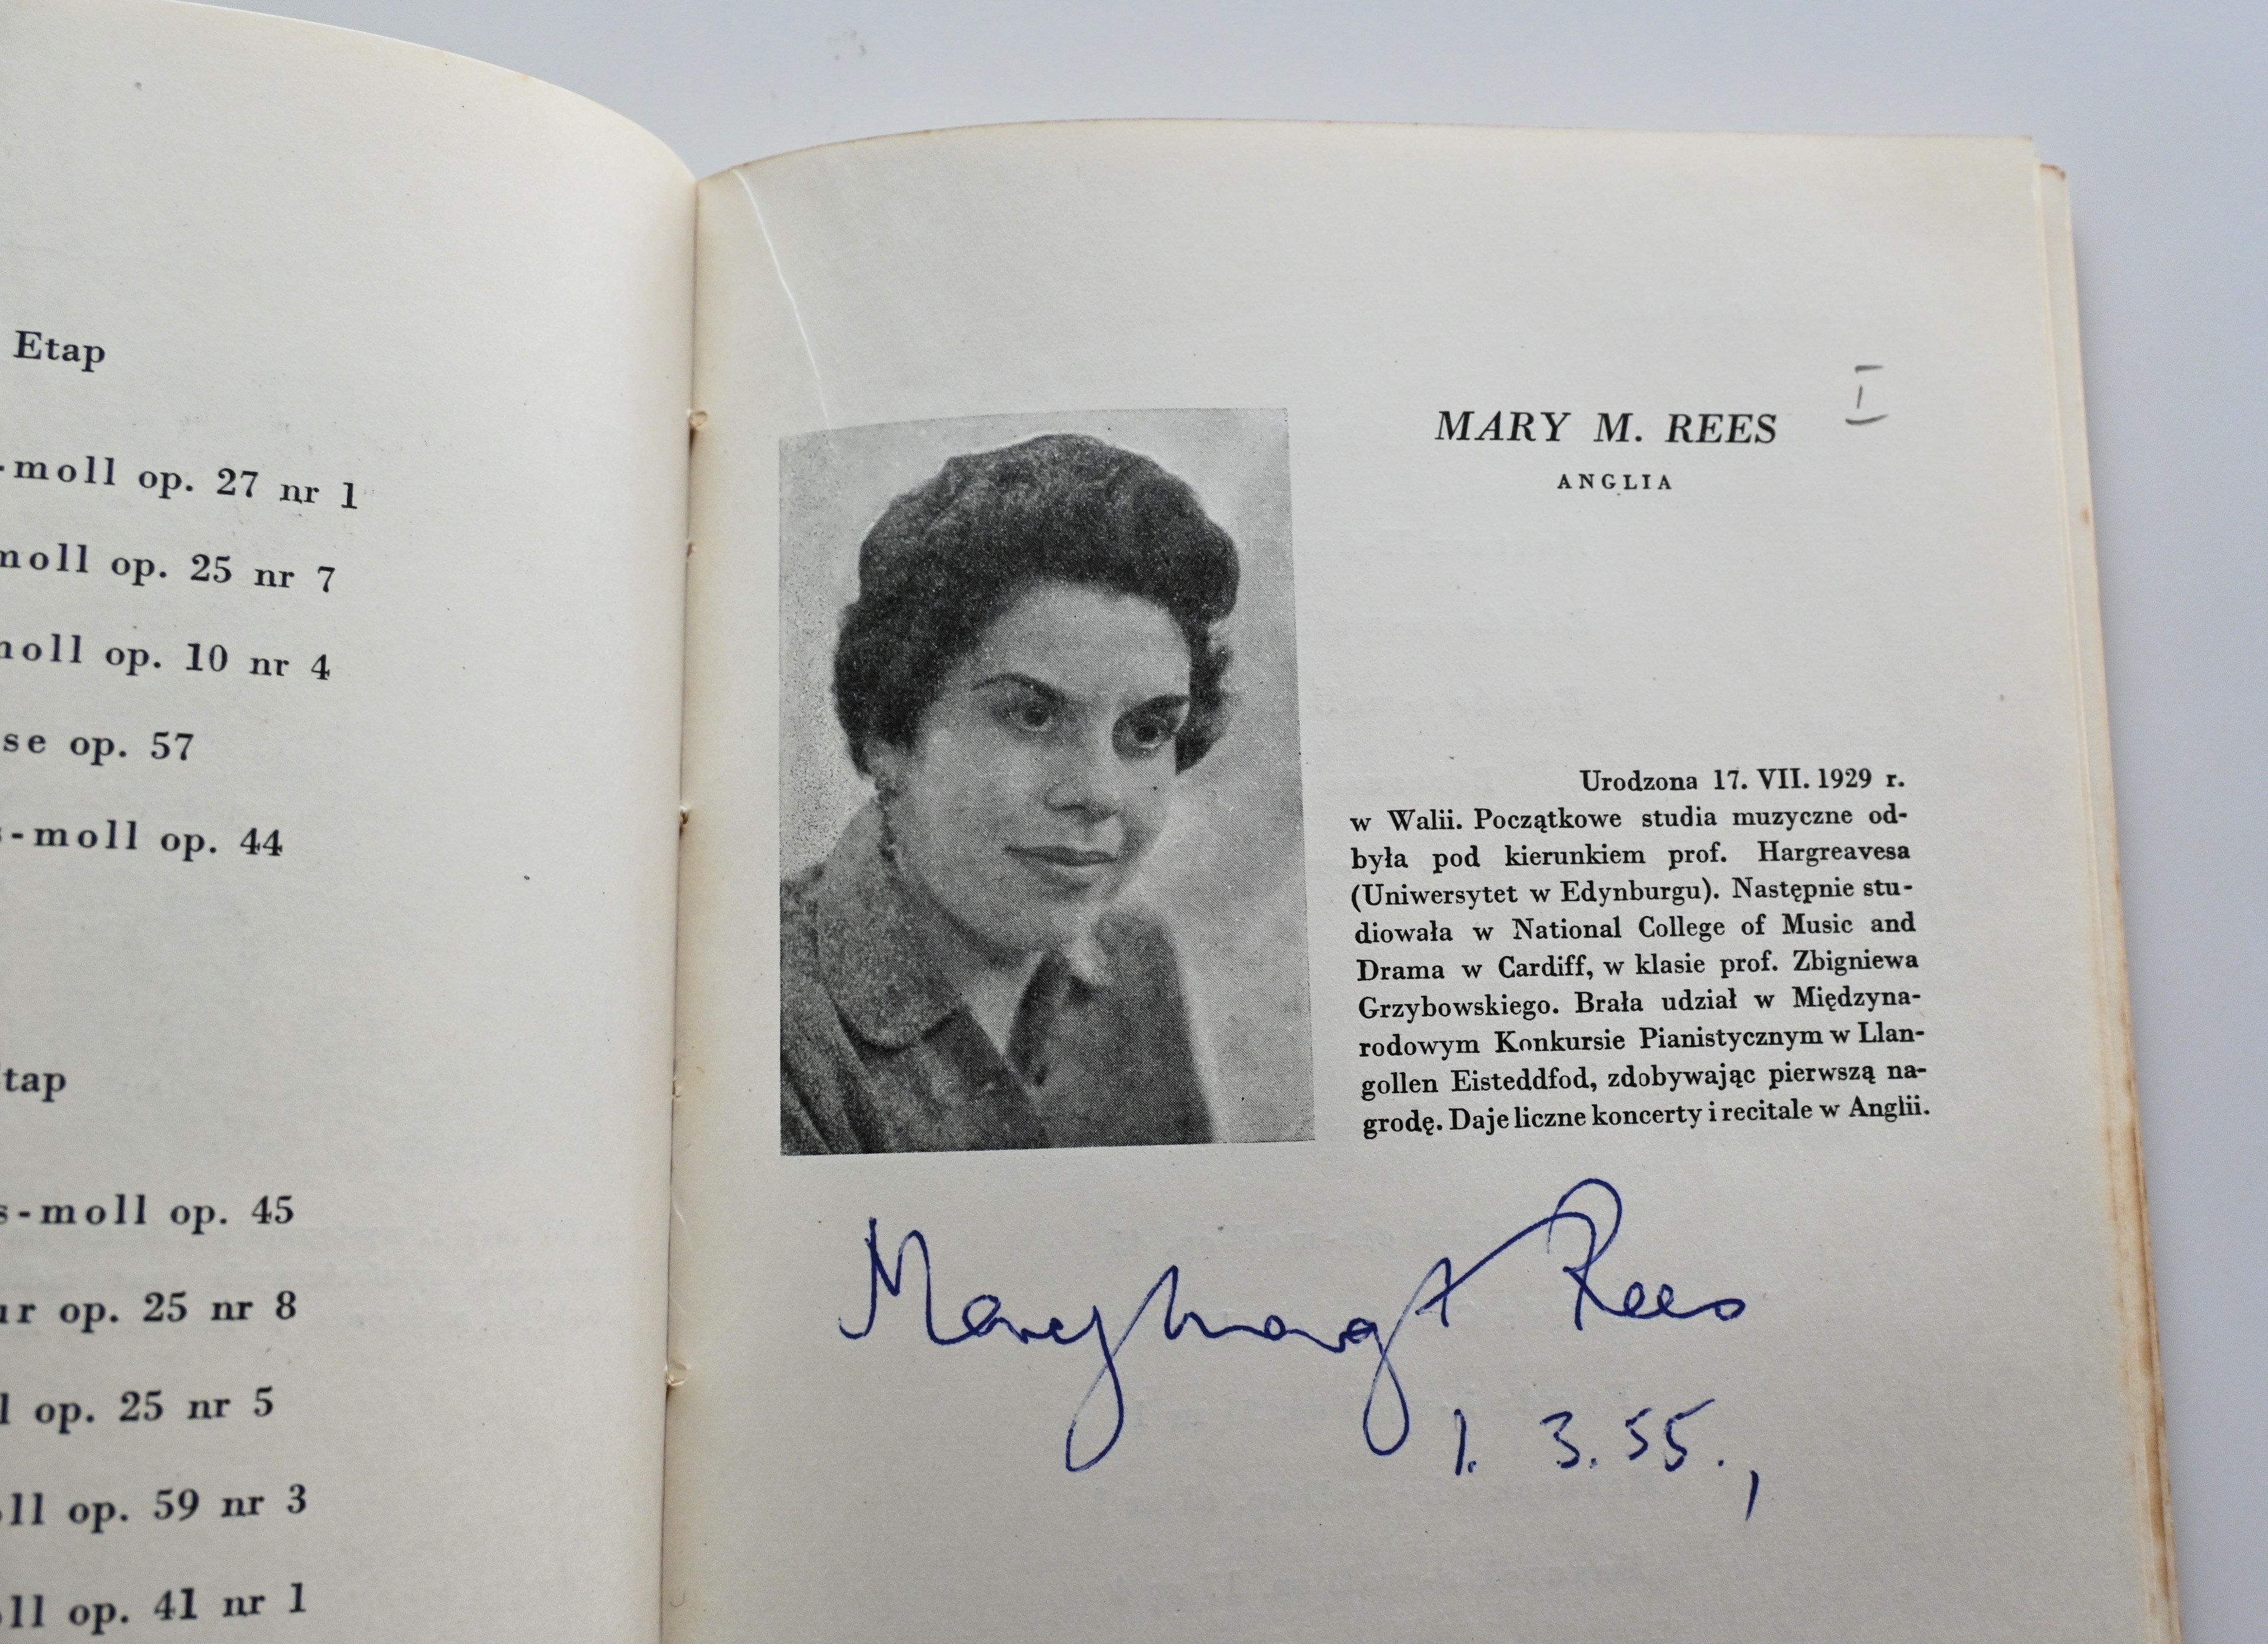 Etap
-moll op. 27 nr 1
moll op. 25 nr 7
moll op. 10 nr 4
se op. 57
s-moll op. 44
tap
s-moll op. 45
ur op. 25 nr 8
l op. 25 nr 5
oll op. 59 nr 3
oll op. 41 nr 1
MARY M. REES
I
ANGLIA
Urodzona 17. VII. 1929 r.
w Walii. Początkowe studia muzyczne od-
była pod kierunkiem prof. Hargreavesa
(Uniwersytet w Edynburgu). Następnie stu-
diowała w National College of Music and
Drama w Cardiff, w klasie prof. Zbigniewa
Grzybowskiego. Brała udział w Międzyna-
rodowym Konkursie Pianistycznym w Llan-
gollen Eisteddfod, zdobywając pierwszą na-
grodę. Daje liczne koncerty i recitale w Anglii.
Mary Rees
1. 3. 55.,